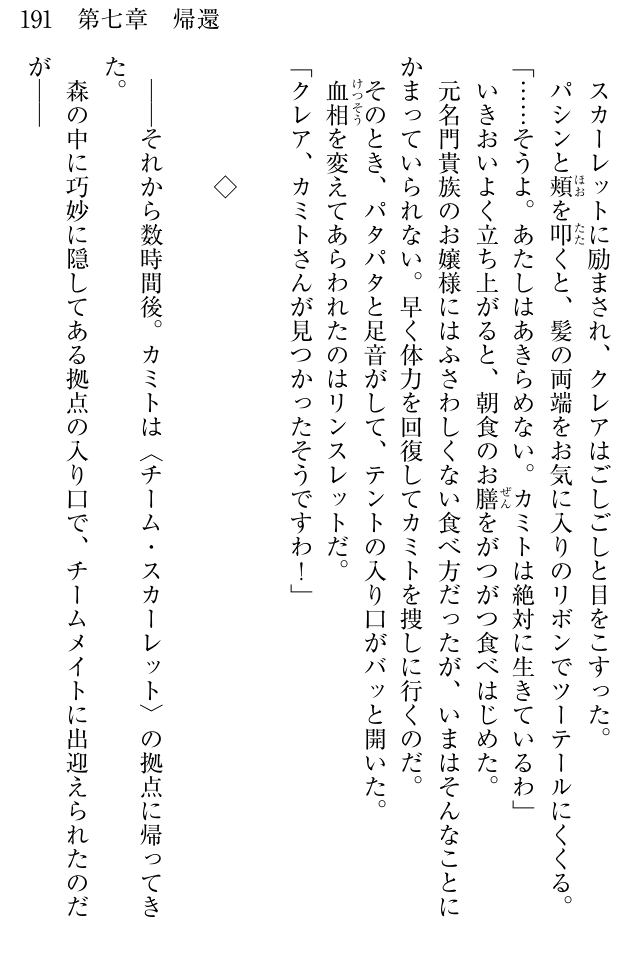 191　第七章　帰還
スカーレットに励まされ、クレアはごしごしと目をこすった。
パシンと頬を叩くと、髪の両端をお気に入りのリボンでツーテールにくくる。
「……そうよ。あたしはあきらめない。カミトは絶対に生きているわ」
いきおいよく立ち上がると、朝食のお膳をがつがつ食べはじめた。
元名門貴族のお嬢様にはふさわしくない食べ方だったが、いまはそんなことに
かまっていられない。早く体力を回復してカミトを捜しに行くのだ。
そのとき、パタパタと足音がして、テントの入り口がバッと開いた。
血相を変えてあらわれたのはリンスレットだ。
「クレア、カミトさんが見つかったそうですわ！」
◇
――それから数時間後。カミトは〈チーム・スカーレット〉の拠点に帰ってき
た。
森の中に巧妙に隠してある拠点の入り口で、チームメイトに出迎えられたのだ
が――